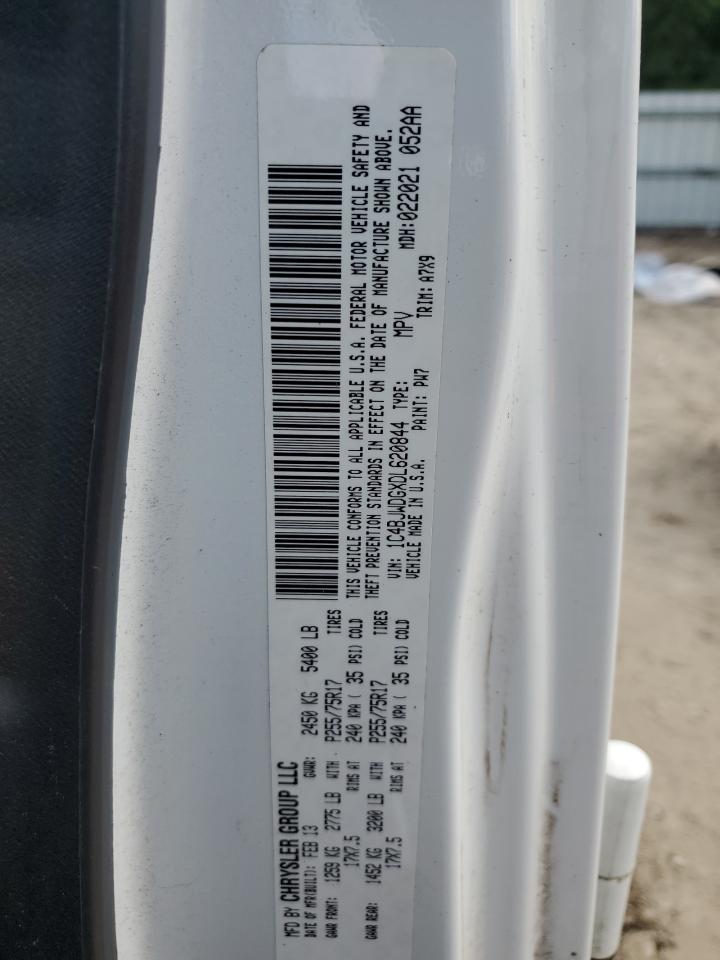 MFD BY CHRYSLER GROUP LLC
DATE OF MFR(BUILT): FEB 13 GVWR: 2450 KG 5400 LB
GAWR FRONT: 1259 KG 2775 LB WITH P255/75R17 TIRES
17X7.5 RIMS AT 240 KPA ( 35 PSI) COLD
GAWR REAR: 1452 KG 3200 LB WITH P255/75R17 TIRES
17X7.5 RIMS AT 240 KPA ( 35 PSI) COLD
THIS VEHICLE CONFORMS TO ALL APPLICABLE U.S.A. FEDERAL MOTOR VEHICLE SAFETY AND
THEFT PREVENTION STANDARDS IN EFFECT ON THE DATE OF MANUFACTURE SHOWN ABOVE.
VIN: 1C4BJWDGXDL620844 TYPE: MPV MDH:022021 052AA
VEHICLE MADE IN U.S.A. PAINT: PW7 TRIM: A7X9